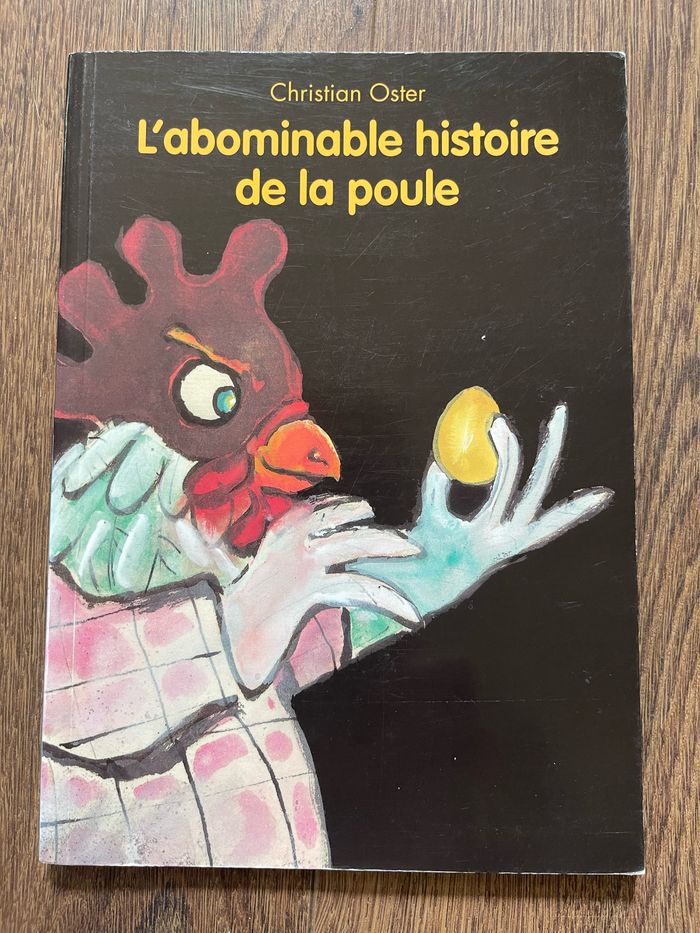 Christian Oster
L'abominable histoire
de la poule